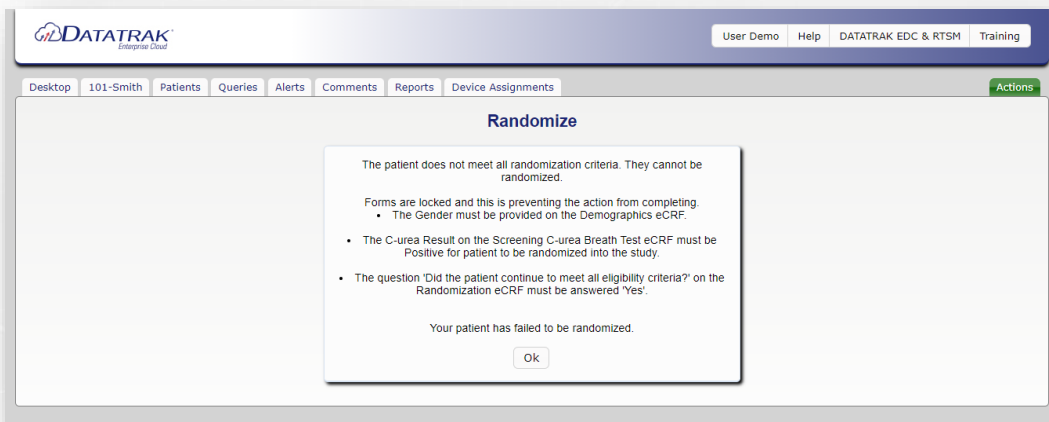 DATATRAK
Enterprise Cloud
User Demo Help DATATRAK EDC & RTSM Training
Desktop 101-Smith Patients Queries Alerts Comments Reports Device Assignments Actions
Randomize
The patient does not meet all randomization criteria. They cannot be
randomized.
Forms are locked and this is preventing the action from completing.
• The Gender must be provided on the Demographics eCRF.
• The C-urea Result on the Screening C-urea Breath Test eCRF must be
Positive for patient to be randomized into the study.
• The question 'Did the patient continue to meet all eligibility criteria?' on the
Randomization eCRF must be answered 'Yes'.
Your patient has failed to be randomized.
Ok